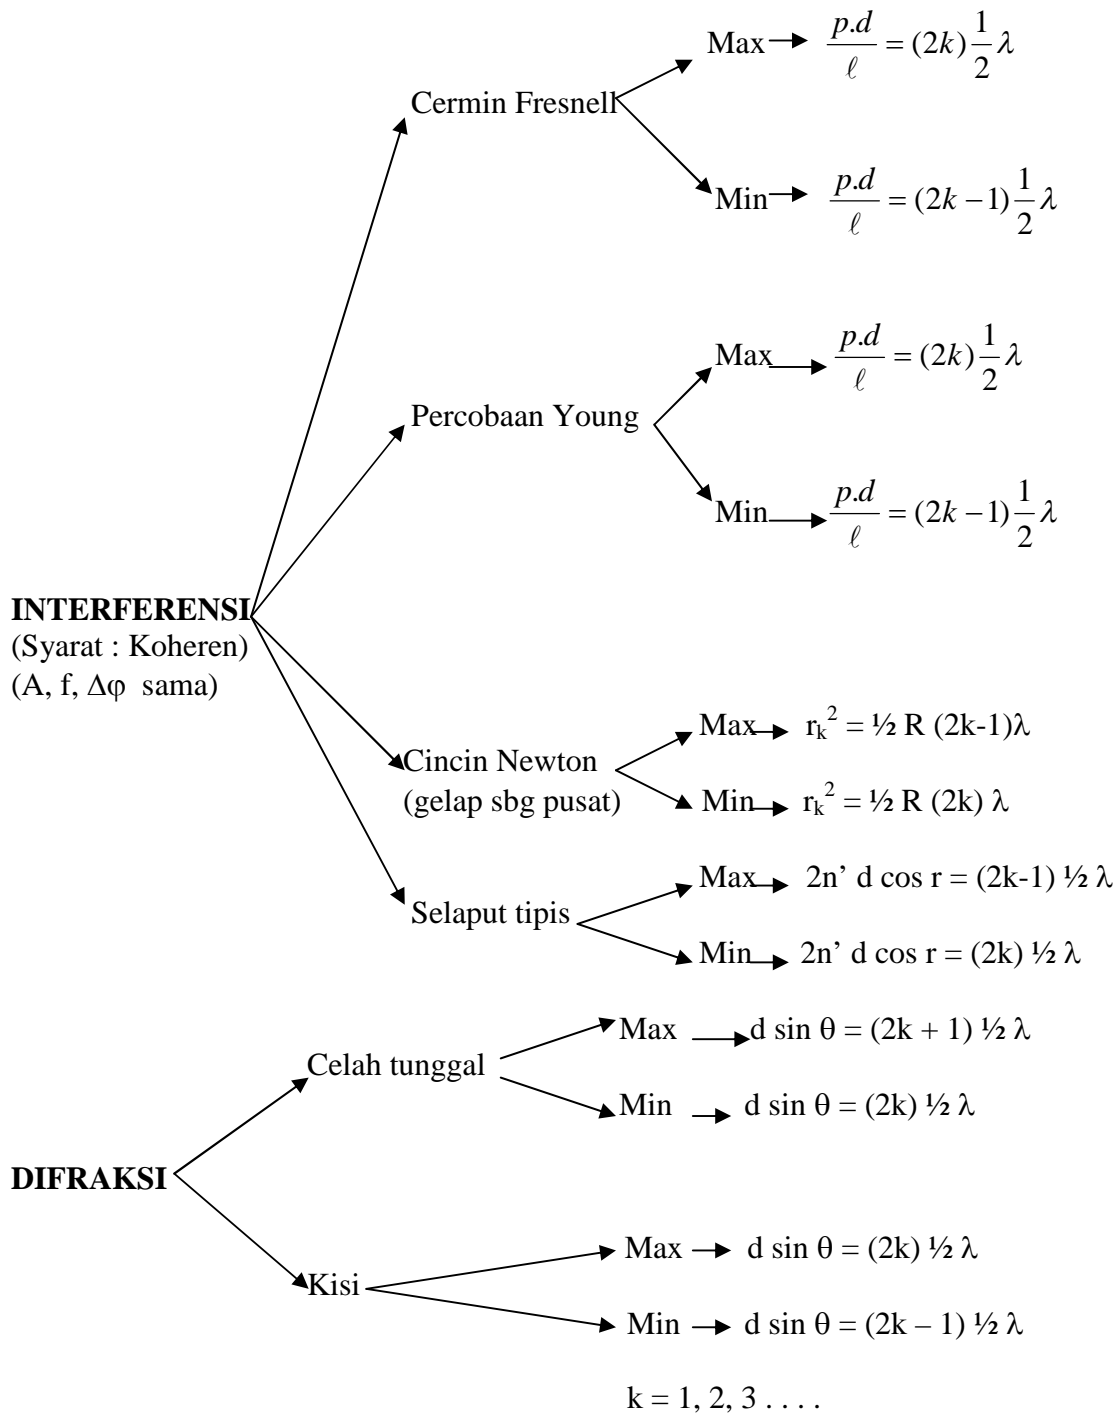 Max p.d/ℓ = (2k) 1/2 λ
Cermin Fresnell
Min p.d/ℓ = (2k − 1) 1/2 λ
Max p.d/ℓ = (2k) 1/2 λ
Percobaan Young
Min p.d/ℓ = (2k − 1) 1/2 λ
INTERFERENSI
(Syarat : Koheren)
(A, f, Δφ sama)
Max r_k^2 = ½ R (2k-1)λ
Cincin Newton
(gelap sbg pusat)
Min r_k^2 = ½ R (2k) λ
Max 2n’ d cos r = (2k-1) ½ λ
Selaput tipis
Min 2n’ d cos r = (2k) ½ λ
Max d sin θ = (2k + 1) ½ λ
Celah tunggal
Min d sin θ = (2k) ½ λ
DIFRAKSI
Max d sin θ = (2k) ½ λ
Kisi
Min d sin θ = (2k – 1) ½ λ
k = 1, 2, 3 . . . .